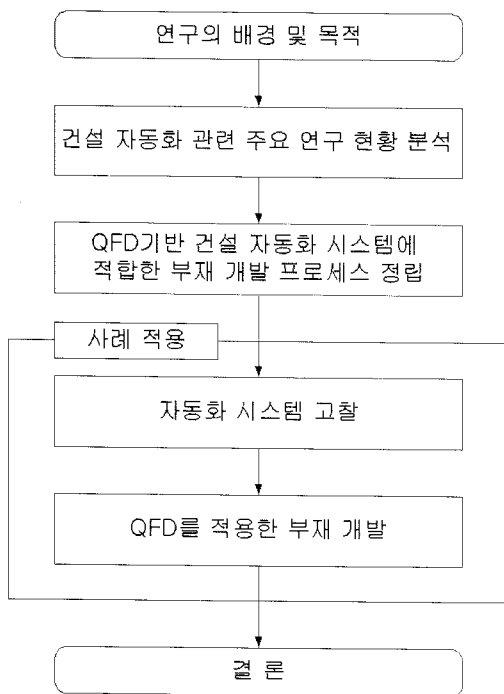 연구의 배경 및 목적
건설 자동화 관련 주요 연구 현황 분석
QFD기반 건설 자동화 시스템에
적합한 부재 개발 프로세스 정립
사례 적용
자동화 시스템 고찰
QFD를 적용한 부재 개발
결 론